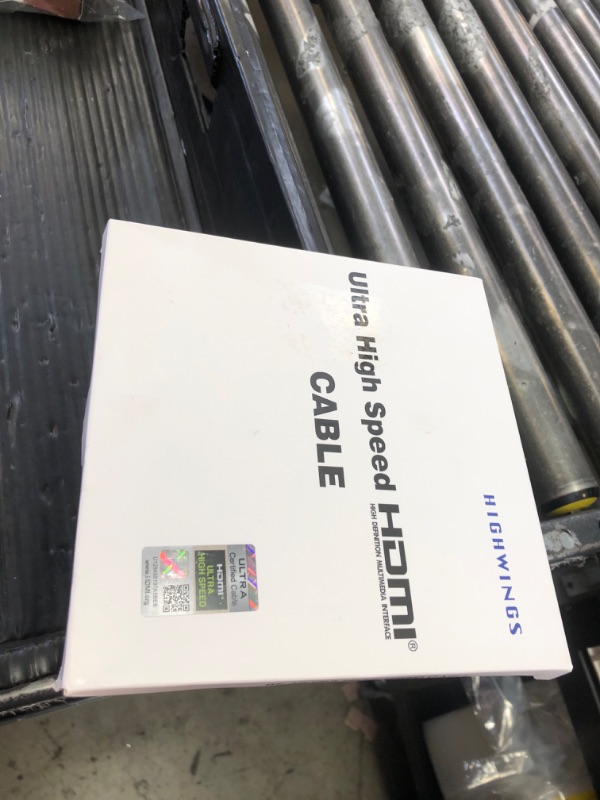 HIGHWINGS
Ultra High Speed HDMI®
HIGH DEFINITION MULTIMEDIA INTERFACE
CABLE
ULTRA
Certified Cable
HDMI
ULTRA
HIGH SPEED
www.HDMI.org